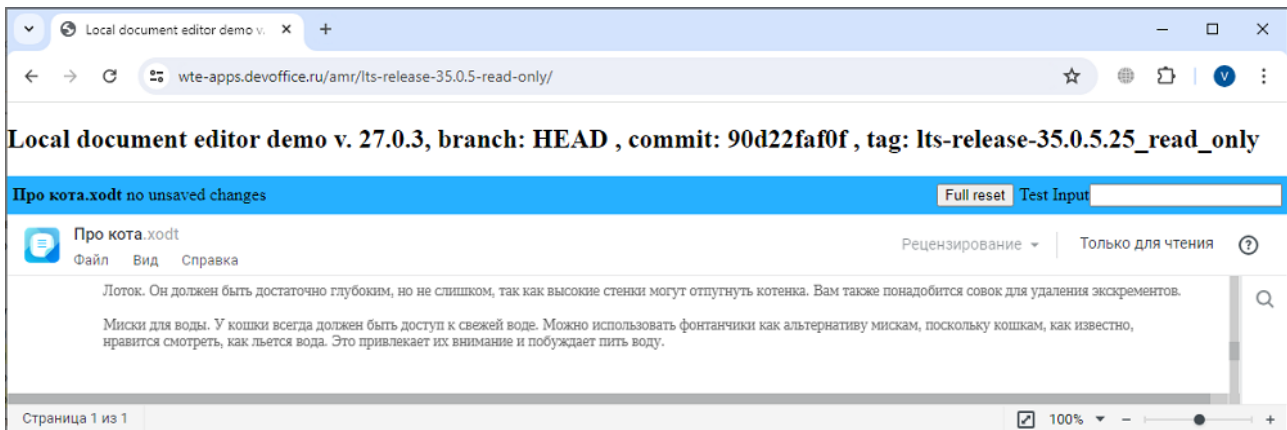 Local document editor demo v.
wte-apps.devoffice.ru/amr/lts-release-35.0.5-read-only/
V
Local document editor demo v. 27.0.3, branch: HEAD , commit: 90d22faf0f , tag: lts-release-35.0.5.25_read_only
Про кота.xodt no unsaved changes Full reset Test Input
Про кота.xodt
Файл Вид Справка
Рецензирование Только для чтения ?
Лоток. Он должен быть достаточно глубоким, но не слишком, так как высокие стенки могут отпугнуть котенка. Вам также понадобится совок для удаления экскрементов.
Миски для воды. У кошки всегда должен быть доступ к свежей воде. Можно использовать фонтанчики как альтернативу мискам, поскольку кошкам, как известно,
нравится смотреть, как льется вода. Это привлекает их внимание и побуждает пить воду.
Страница 1 из 1 100% − +